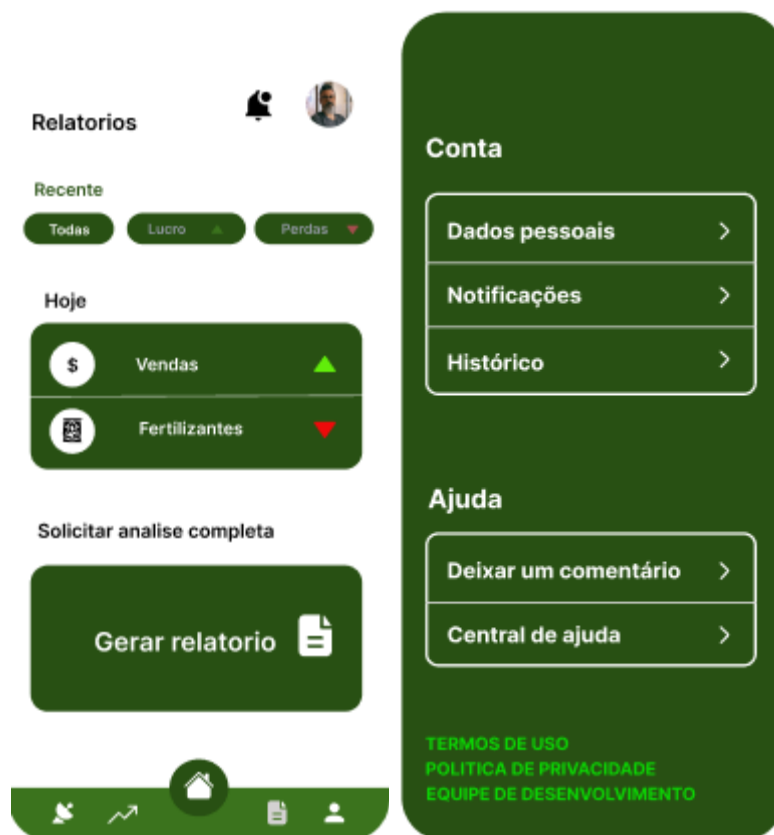 Relatorios
Recente
Todas
Lucro
Perdas
Hoje
$
Vendas
Fertilizantes
Solicitar analise completa
Gerar relatorio
Conta
Dados pessoais
Notificações
Histórico
Ajuda
Deixar um comentário
Central de ajuda
TERMOS DE USO
POLITICA DE PRIVACIDADE
EQUIPE DE DESENVOLVIMENTO